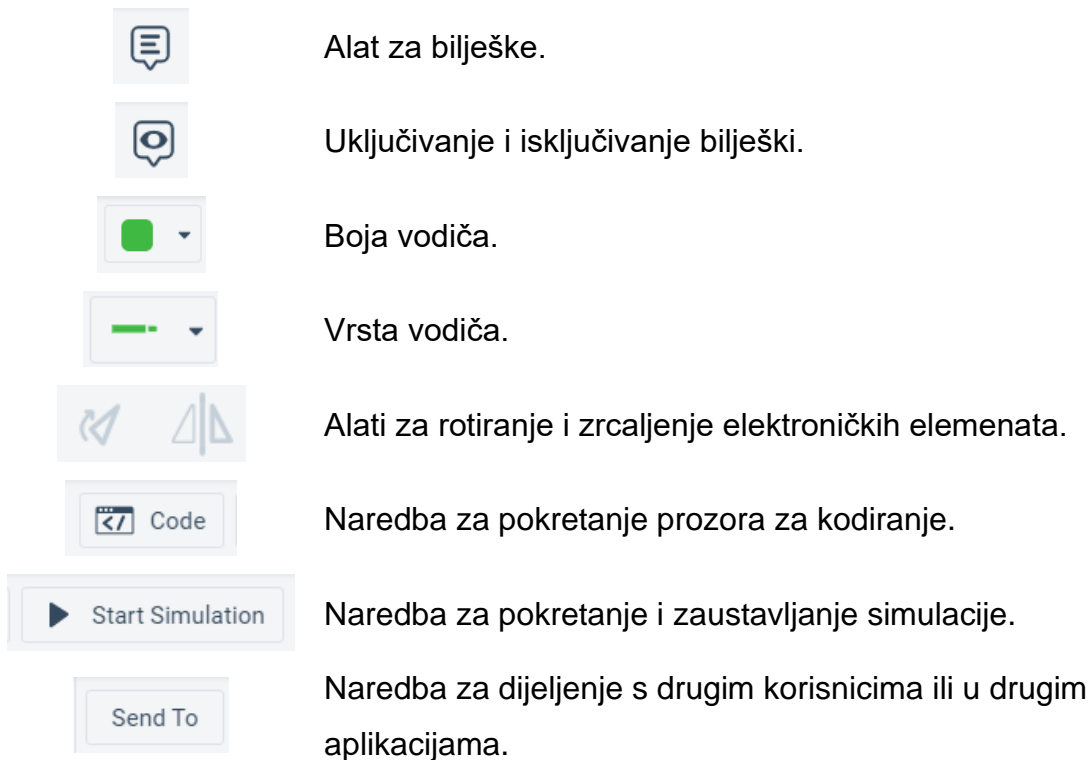 Alat za bilješke.
Uključivanje i isključivanje bilješki.
Boja vodiča.
Vrsta vodiča.
Alati za rotiranje i zrcaljenje elektroničkih elemenata.
</> Code Naredba za pokretanje prozora za kodiranje.
Start Simulation Naredba za pokretanje i zaustavljanje simulacije.
Send To Naredba za dijeljenje s drugim korisnicima ili u drugim
aplikacijama.